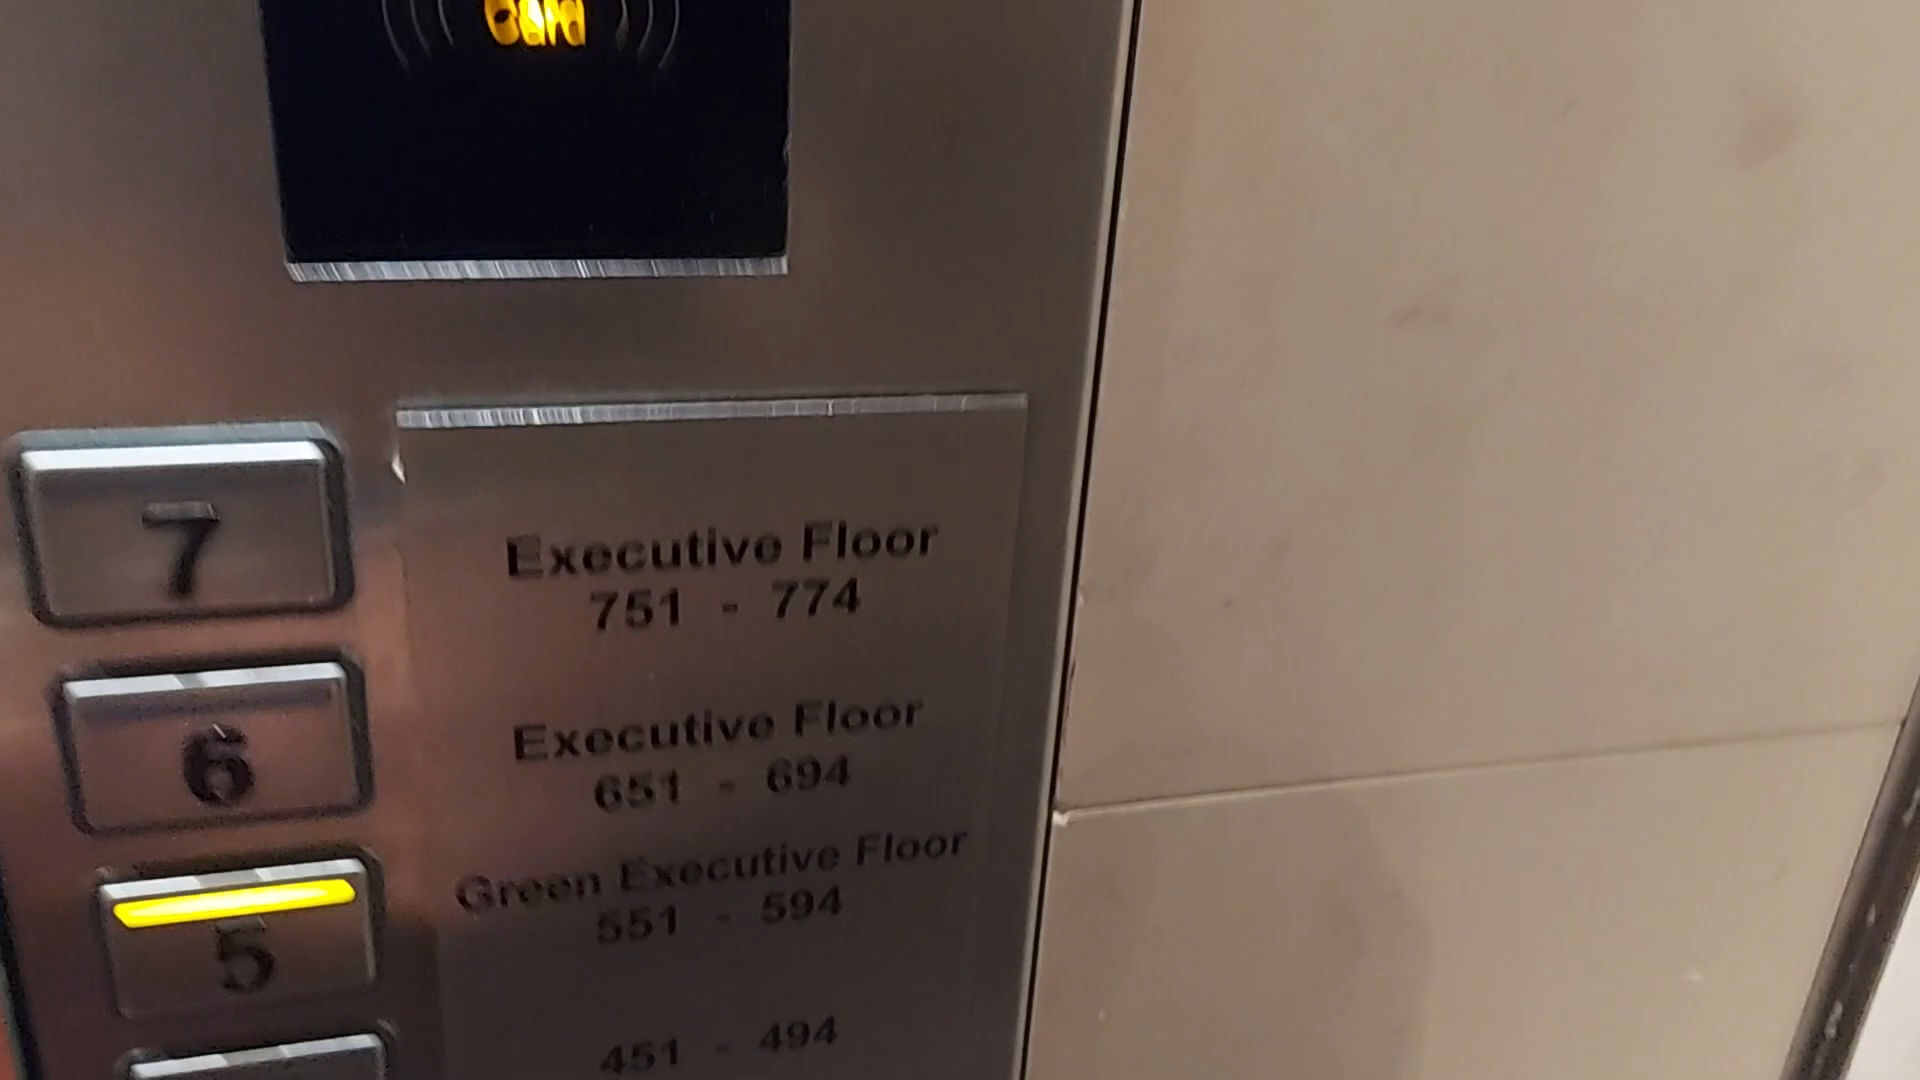 Card
7
Executive Floor
751 - 774
6
Executive Floor
651 - 694
5
Green Executive Floor
551 - 594
451 - 494